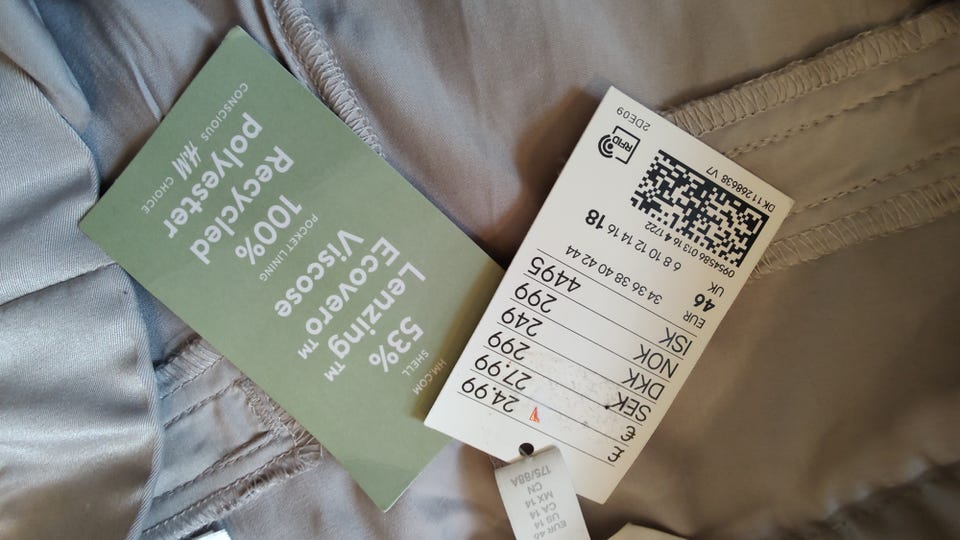 HM.COM
SHELL
53%
Lenzing™
Ecovero™
Viscose
POCKET LINING
100%
Recycled
polyester
CONSCIOUS H&M CHOICE
£ 24.99
€ 27.99
SEK 299
DKK 249
NOK 299
ISK 4495
EUR 34 36 38 40 42 44 46
UK 6 8 10 12 14 16 18
0954586 013 16 4 1722
DK11268638 V7
RFID
2DE09
EUR 46
US 14
CA 14
MX 14
CN
175/88A